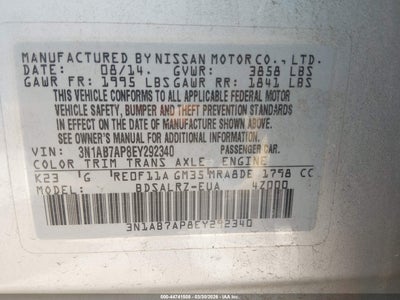 MANUFACTURED BY NISSAN MOTOR CO., LTD.
DATE: 08/14. GVWR: 3858 LBS
GAWR FR: 1995 LBS GAWR RR: 1841 LBS
THIS VEHICLE CONFORMS TO ALL APPLICABLE FEDERAL MOTOR
VEHICLE SAFETY, BUMPER AND THEFT PREVENTION STANDARDS
IN EFFECT ON THE DATE OF MANUFACTURE SHOWN ABOVE.
SEE OWNER'S MANUAL FOR FURTHER INFORMATION.
VIN: 3N1AB7AP8EY292340 PASSENGER CAR.
COLOR TRIM TRANS AXLE ENGINE
K23 G RE0F11A GM35 MRA8DE 1798 CC
MODEL: BDSALRZ-EUA 4Z000
3N1AB7AP8EY292340